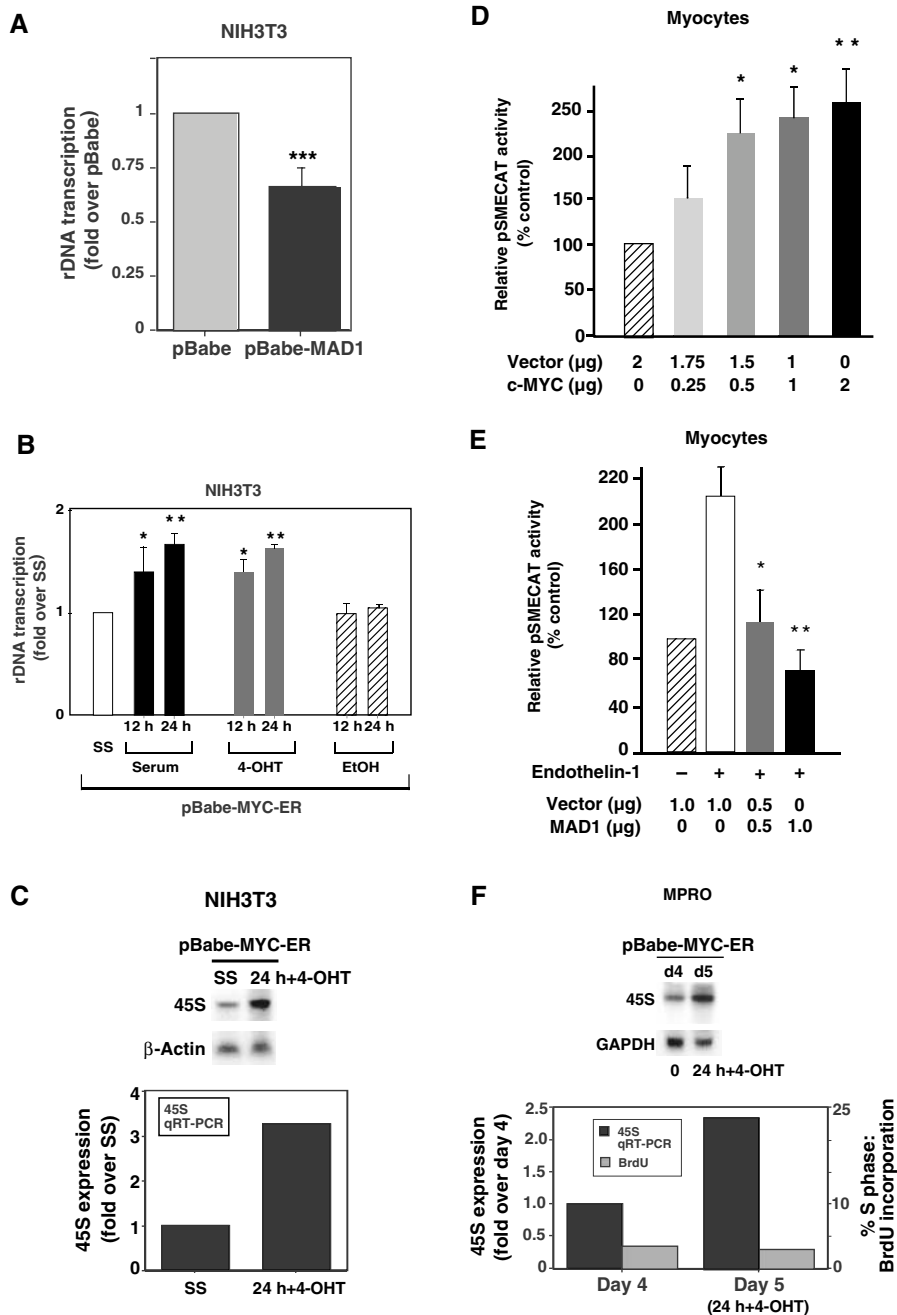 A
NIH3T3
rDNA transcription
(fold over pBabe)
1
0.75
0.5
0.25
0
***
pBabe pBabe-MAD1
B
NIH3T3
rDNA transcription
(fold over SS)
2
1
0
* ** * **
12 h 24 h 12 h 24 h 12 h 24 h
SS
Serum 4-OHT EtOH
pBabe-MYC-ER
C
NIH3T3
pBabe-MYC-ER
SS 24 h+4-OHT
45S
β-Actin
45S expression
(fold over SS)
4
3
2
1
0
45S
qRT-PCR
SS 24 h+4-OHT
D
Myocytes
Relative pSMECAT activity
(% control)
250
200
150
100
50
0
* * **
Vector (µg) 2 1.75 1.5 1 0
c-MYC (µg) 0 0.25 0.5 1 2
E
Myocytes
Relative pSMECAT activity
(% control)
220
200
160
120
80
40
0
* **
Endothelin-1 – + + +
Vector (µg) 1.0 1.0 0.5 0
MAD1 (µg) 0 0 0.5 1.0
F
MPRO
pBabe-MYC-ER
d4 d5
45S
GAPDH
0 24 h+4-OHT
45S expression
(fold over day 4)
2.5
2.0
1.5
1.0
0.5
0
45S
qRT-PCR
BrdU
25
10
0
% S phase:
BrdU incorporation
Day 4 Day 5
(24 h+4-OHT)